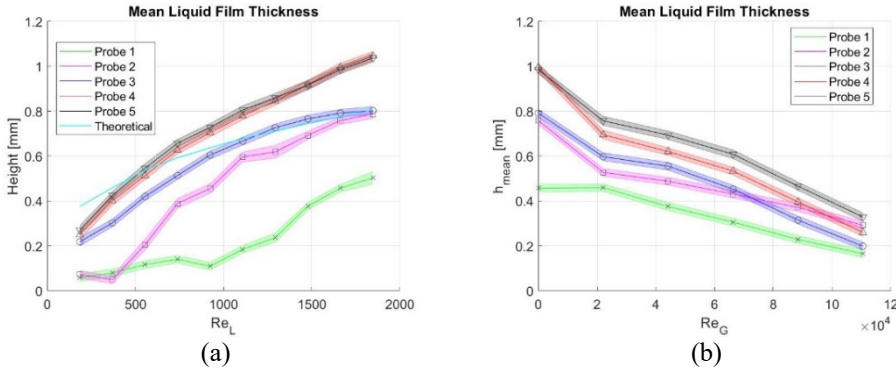 Mean Liquid Film Thickness
1.2
1
0.8
0.6
0.4
0.2
0
Height [mm]
Probe 1
Probe 2
Probe 3
Probe 4
Probe 5
Theoretical
0 500 1000 1500 2000
Re_L
(a)
Mean Liquid Film Thickness
1.2
1
0.8
0.6
0.4
0.2
0
h_mean [mm]
Probe 1
Probe 2
Probe 3
Probe 4
Probe 5
0 2 4 6 8 10 12
Re_G
× 10^4
(b)